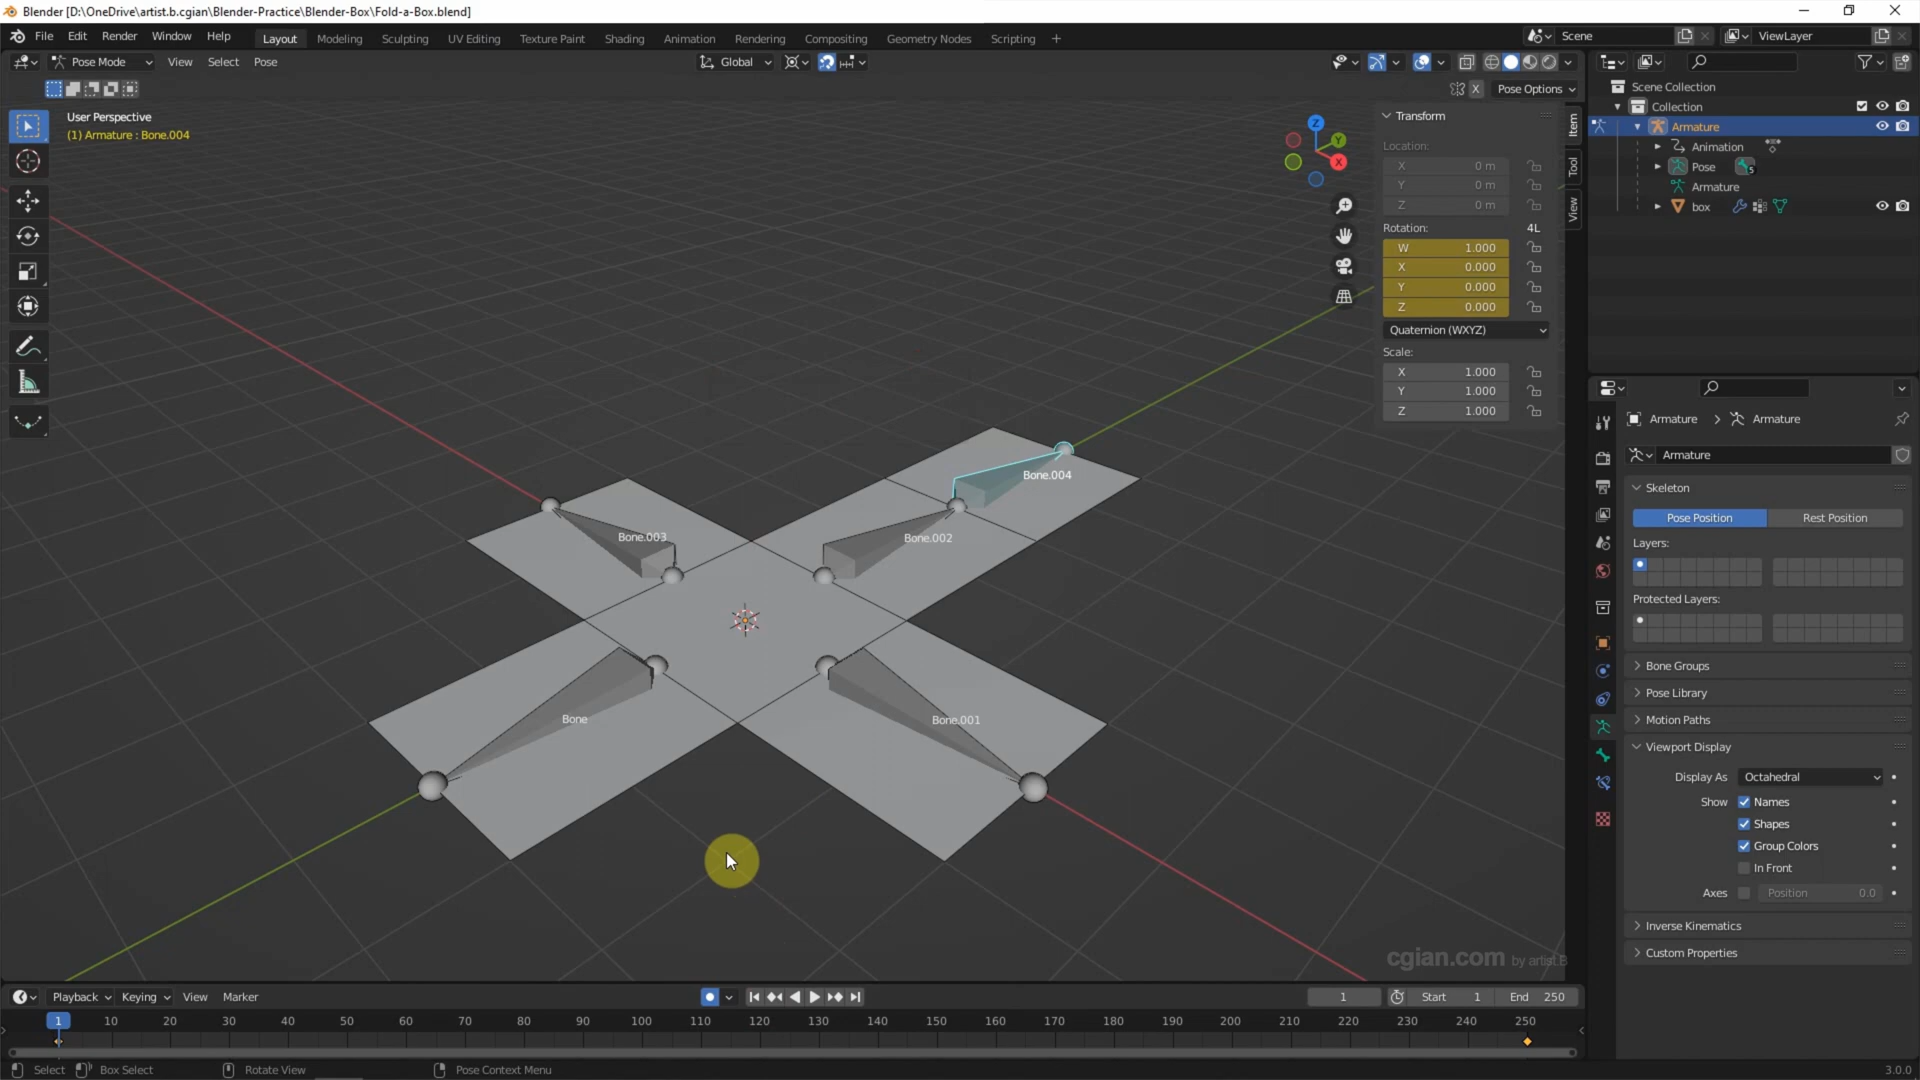 Blender [D:\OneDrive\artist.b.cgian\Blender-Practice\Blender-Box\Fold-a-Box.blend]
File Edit Render Window Help Layout Modeling Sculpting UV Editing Texture Paint Shading Animation Rendering Compositing Geometry Nodes Scripting + Scene ViewLayer
Pose Mode View Select Pose Global
X Pose Options
User Perspective
(1) Armature : Bone.004
Z
Y
X
Transform
Location:
X 0 m
Y 0 m
Z 0 m
Rotation: 4L
W 1.000
X 0.000
Y 0.000
Z 0.000
Quaternion (WXYZ)
Scale:
X 1.000
Y 1.000
Z 1.000
Item
Tool
View
Scene Collection
Collection
Armature
Animation
Pose 5
Armature
box
Armature > Armature
Armature
Skeleton
Pose Position Rest Position
Layers:
Protected Layers:
Bone Groups
Pose Library
Motion Paths
Viewport Display
Display As Octahedral
Show Names
Shapes
Group Colors
In Front
Axes Position 0.0
Inverse Kinematics
Custom Properties
Bone.004
Bone.003
Bone.002
Bone
Bone.001
cgian.com by artist.B
Playback Keying View Marker 1 Start 1 End 250
1 10 20 30 40 50 60 70 80 90 100 110 120 130 140 150 160 170 180 190 200 210 220 230 240 250
Select Box Select Rotate View Pose Context Menu 3.0.0